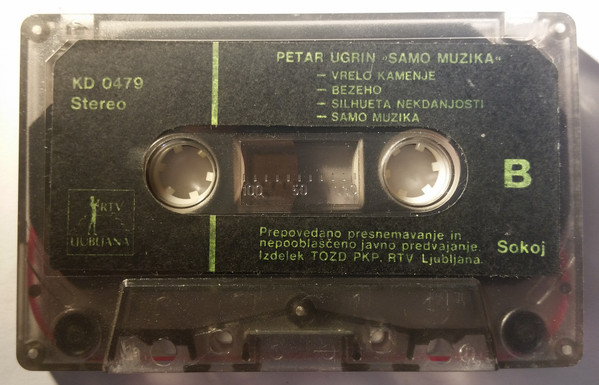 PETAR UGRIN "SAMO MUZIKA"
– VRELO KAMENJE
– BEZEHO
– SILHUETA NEKDANJOSTI
– SAMO MUZIKA
KD 0479
Stereo
B
100 50
RTV
LJUBLJANA
Prepovedano presnemavanje in
nepooblaščeno javno predvajanje.
Izdelek TOZD PKP, RTV Ljubljana.
Sokoj